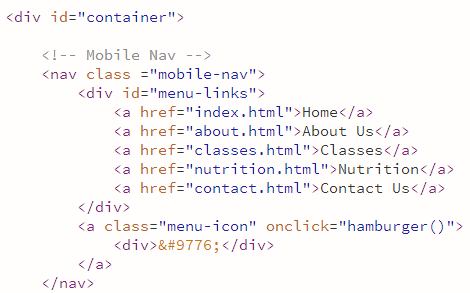 <div id="container">
<!-- Mobile Nav -->
<nav class ="mobile-nav">
<div id="menu-links">
<a href="index.html">Home</a>
<a href="about.html">About Us</a>
<a href="classes.html">Classes</a>
<a href="nutrition.html">Nutrition</a>
<a href="contact.html">Contact Us</a>
</div>
<a class="menu-icon" onclick="hamburger()">
<div>&#9776;</div>
</a>
</nav>